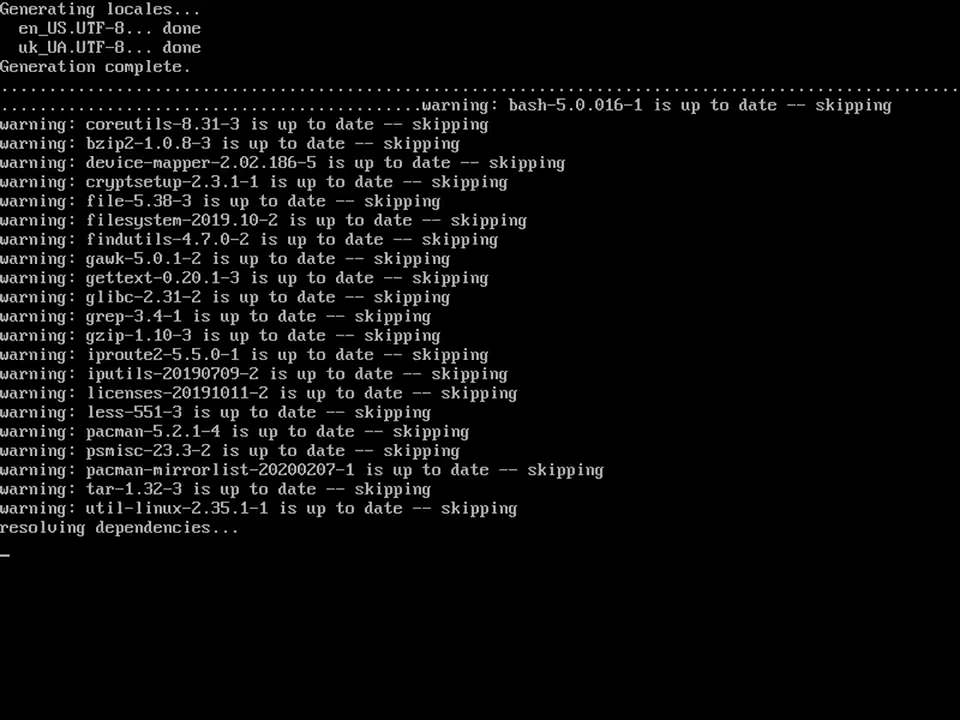 Generating locales...
  en_US.UTF-8... done
  uk_UA.UTF-8... done
Generation complete.
....................................................................................................
............................................warning: bash-5.0.016-1 is up to date -- skipping
warning: coreutils-8.31-3 is up to date -- skipping
warning: bzip2-1.0.8-3 is up to date -- skipping
warning: device-mapper-2.02.186-5 is up to date -- skipping
warning: cryptsetup-2.3.1-1 is up to date -- skipping
warning: file-5.38-3 is up to date -- skipping
warning: filesystem-2019.10-2 is up to date -- skipping
warning: findutils-4.7.0-2 is up to date -- skipping
warning: gawk-5.0.1-2 is up to date -- skipping
warning: gettext-0.20.1-3 is up to date -- skipping
warning: glibc-2.31-2 is up to date -- skipping
warning: grep-3.4-1 is up to date -- skipping
warning: gzip-1.10-3 is up to date -- skipping
warning: iproute2-5.5.0-1 is up to date -- skipping
warning: iputils-20190709-2 is up to date -- skipping
warning: licenses-20191011-2 is up to date -- skipping
warning: less-551-3 is up to date -- skipping
warning: pacman-5.2.1-4 is up to date -- skipping
warning: psmisc-23.3-2 is up to date -- skipping
warning: pacman-mirrorlist-20200207-1 is up to date -- skipping
warning: tar-1.32-3 is up to date -- skipping
warning: util-linux-2.35.1-1 is up to date -- skipping
resolving dependencies...
_